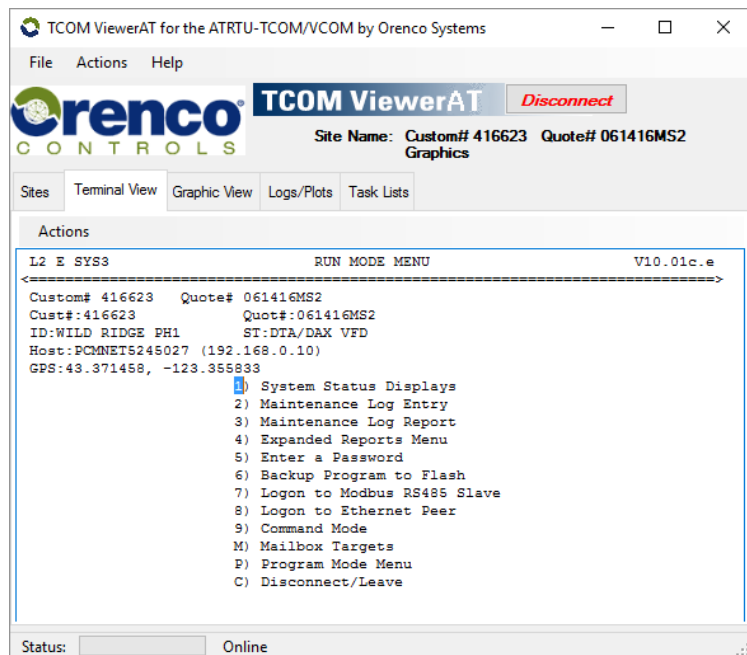 TCOM ViewerAT for the ATRTU-TCOM/VCOM by Orenco Systems
File Actions Help
Orenco
CONTROLS
TCOM ViewerAT
Disconnect
Site Name: Custom# 416623 Quote# 061416MS2
Graphics
Sites Terminal View Graphic View Logs/Plots Task Lists
Actions
L2 E SYS3 RUN MODE MENU V10.01c.e
<==============================================================================>
Custom# 416623 Quote# 061416MS2
Cust#:416623 Quot#:061416MS2
ID:WILD RIDGE PH1 ST:DTA/DAX VFD
Host:PCMNET5245027 (192.168.0.10)
GPS:43.371458, -123.355833
1) System Status Displays
2) Maintenance Log Entry
3) Maintenance Log Report
4) Expanded Reports Menu
5) Enter a Password
6) Backup Program to Flash
7) Logon to Modbus RS485 Slave
8) Logon to Ethernet Peer
9) Command Mode
M) Mailbox Targets
P) Program Mode Menu
C) Disconnect/Leave
Status: Online